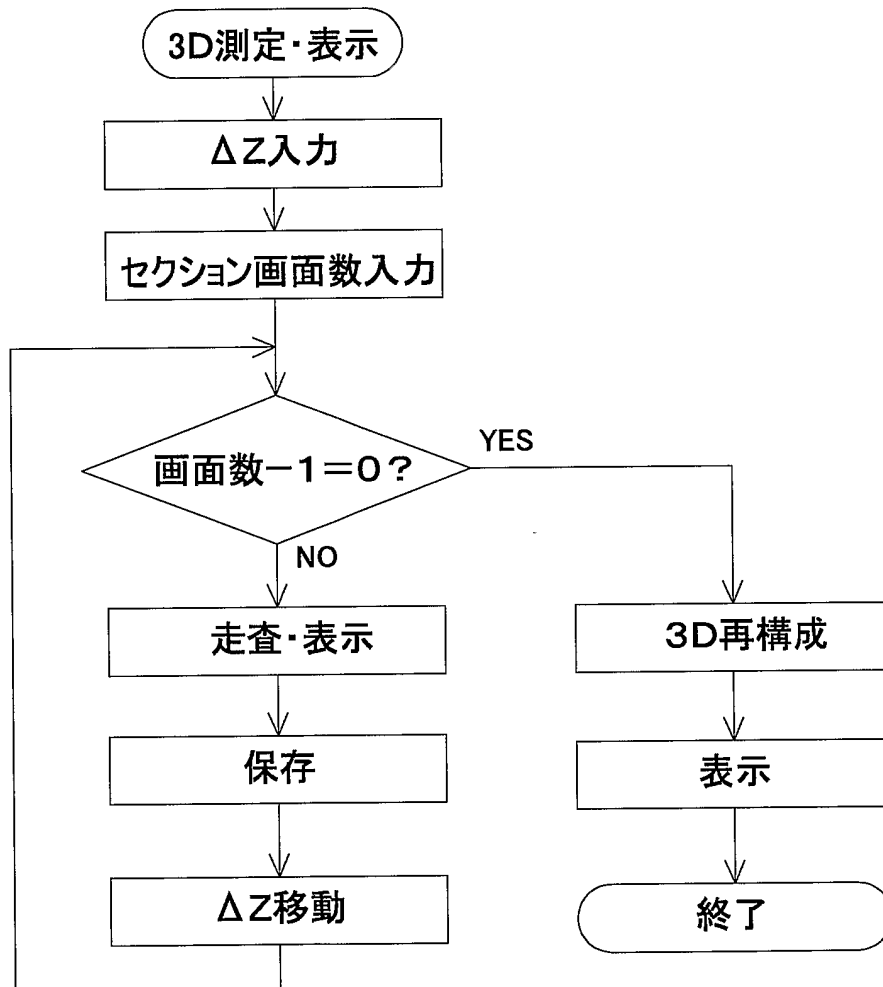 3D測定・表示
ΔZ入力
セクション画面数入力
画面数－1＝0？
YES
NO
走査・表示
3D再構成
保存
表示
ΔZ移動
終了